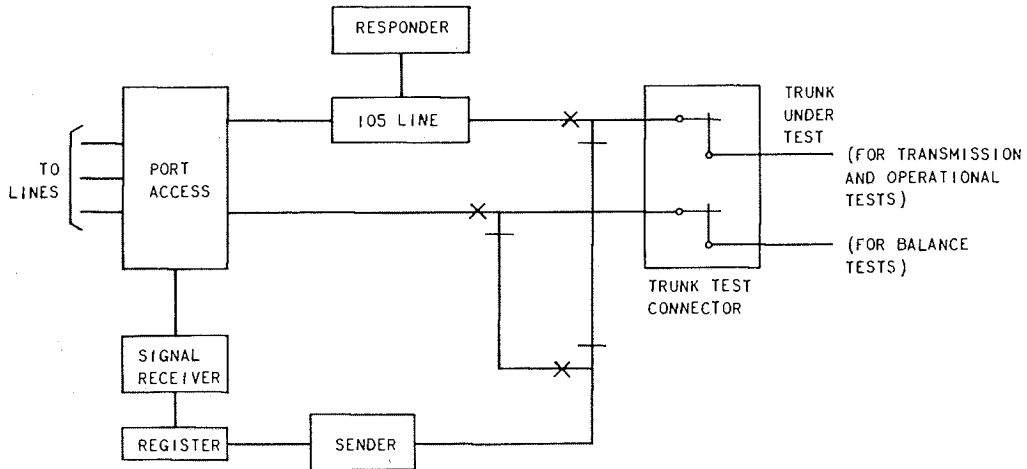 RESPONDER
105 LINE
PORT
ACCESS
TO
LINES
TRUNK
UNDER
TEST
(FOR TRANSMISSION
AND OPERATIONAL
TESTS)
(FOR BALANCE
TESTS)
TRUNK TEST
CONNECTOR
SIGNAL
RECEIVER
REGISTER
SENDER